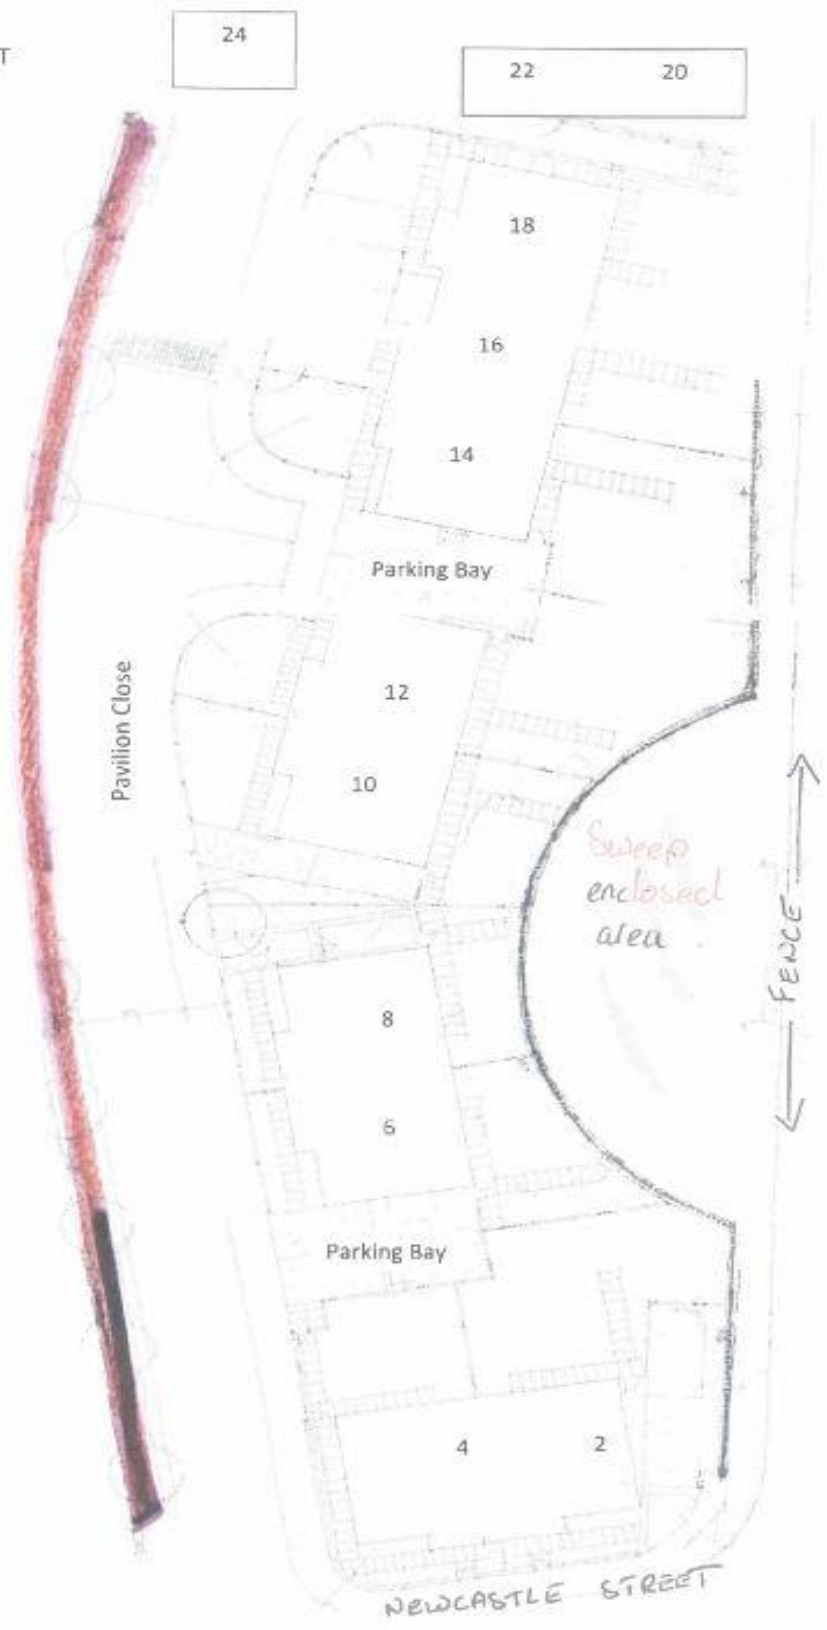 T
24
22 20
18
16
14
Parking Bay
12
10
Pavilion Close
Sweep
enclosed
area
FENCE
8
6
Parking Bay
4 2
NEWCASTLE STREET